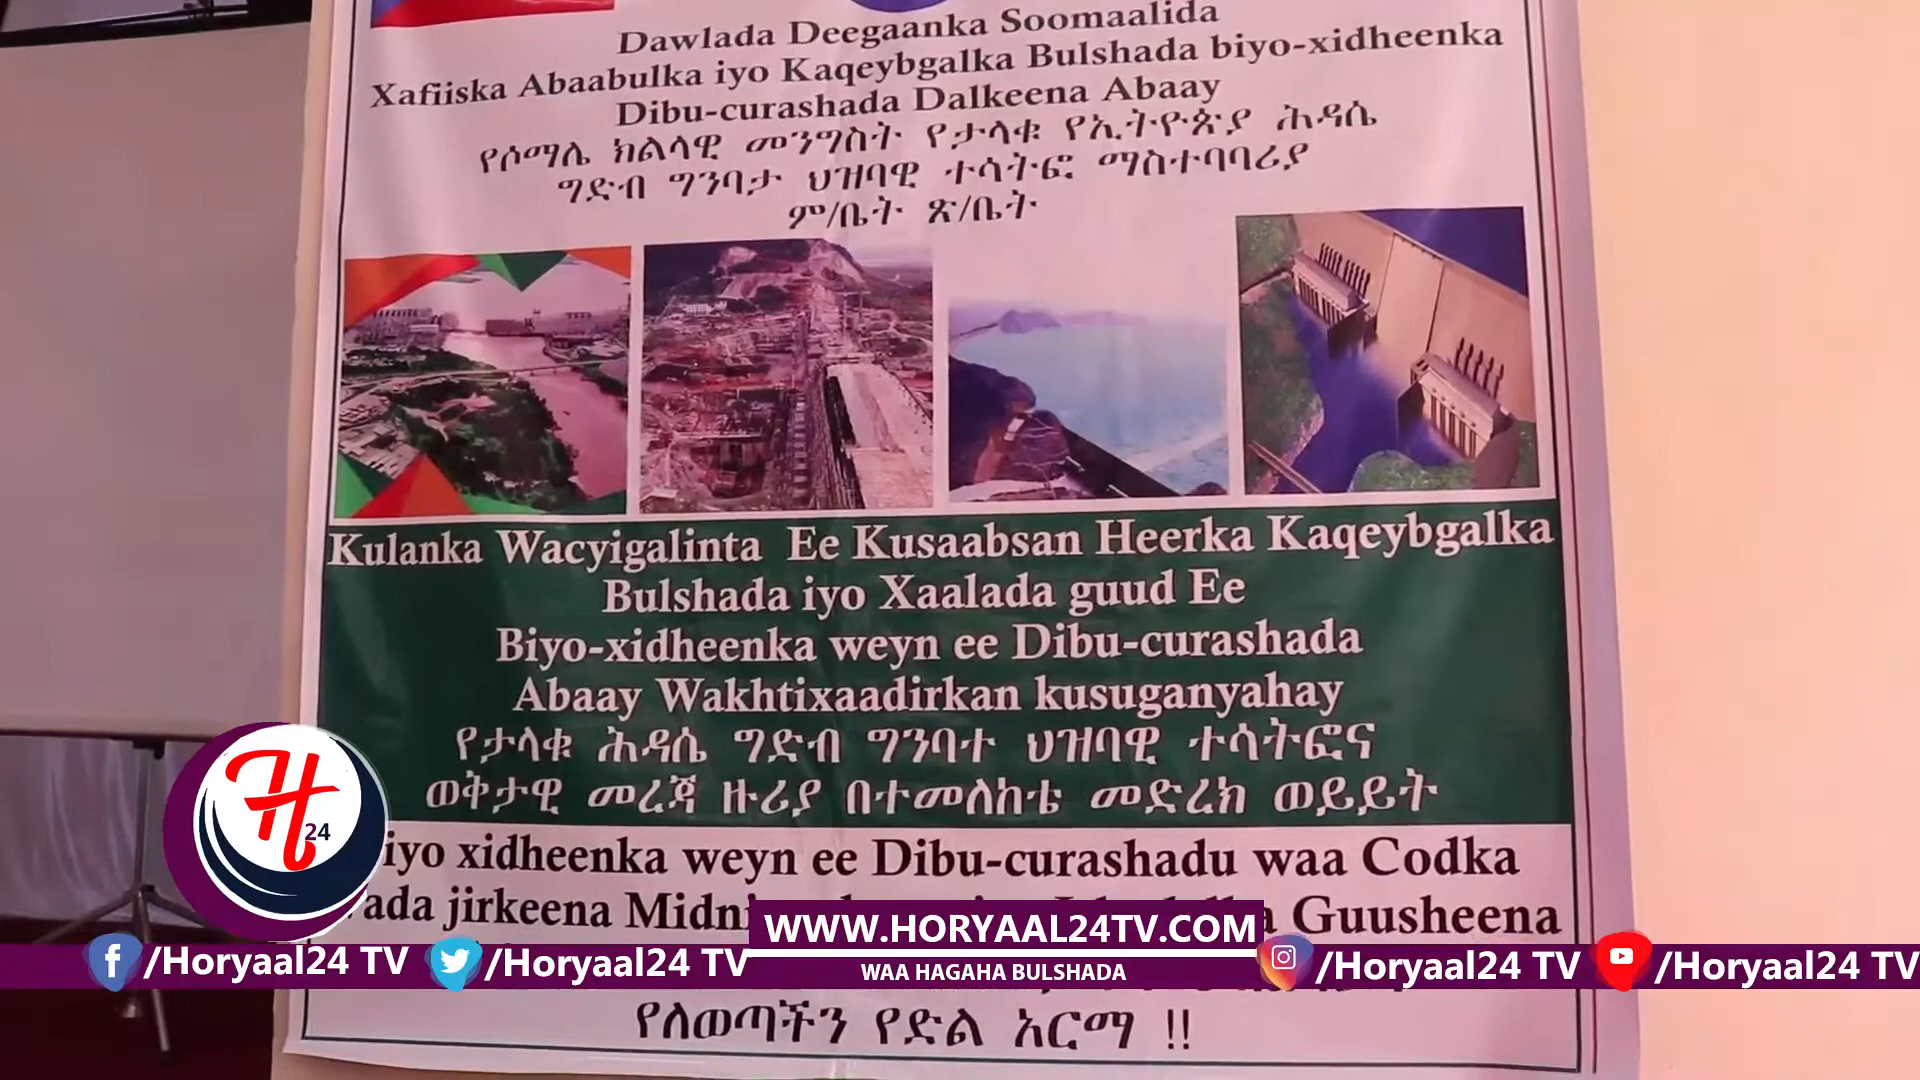 Dawlada Deegaanka Soomaalida
Xafiiska Abaabulka iyo Kaqeybgalka Bulshada biyo-xidheenka
Dibu-curashada Dalkeena Abaay
የሶማሌ ክልላዊ መንግስት የታላቁ የኢትዮጵያ ሕዳሴ
ግድብ ግንባታ ህዝባዊ ተሳትፎ ማስተባባሪያ
ም/ቤት ጽ/ቤት
Kulanka Wacyigalinta Ee Kusaabsan Heerka Kaqeybgalka
Bulshada iyo Xaalada guud Ee
Biyo-xidheenka weyn ee Dibu-curashada
Abaay Wakhtixaadirkan kusuganyahay
የታላቁ ሕዳሴ ግድብ ግንባተ ህዝባዊ ተሳትፎና
ወቅታዊ መረጃ ዙሪያ በተመለከቴ መድረክ ወይይት
iyo xidheenka weyn ee Dibu-curashadu waa Codka
jirkeena Guusheena
የለወጣችን የድል አርማ !!
H 24
WWW.HORYAAL24TV.COM
WAA HAGAHA BULSHADA
/Horyaal24 TV /Horyaal24 TV /Horyaal24 TV /Horyaal24 TV